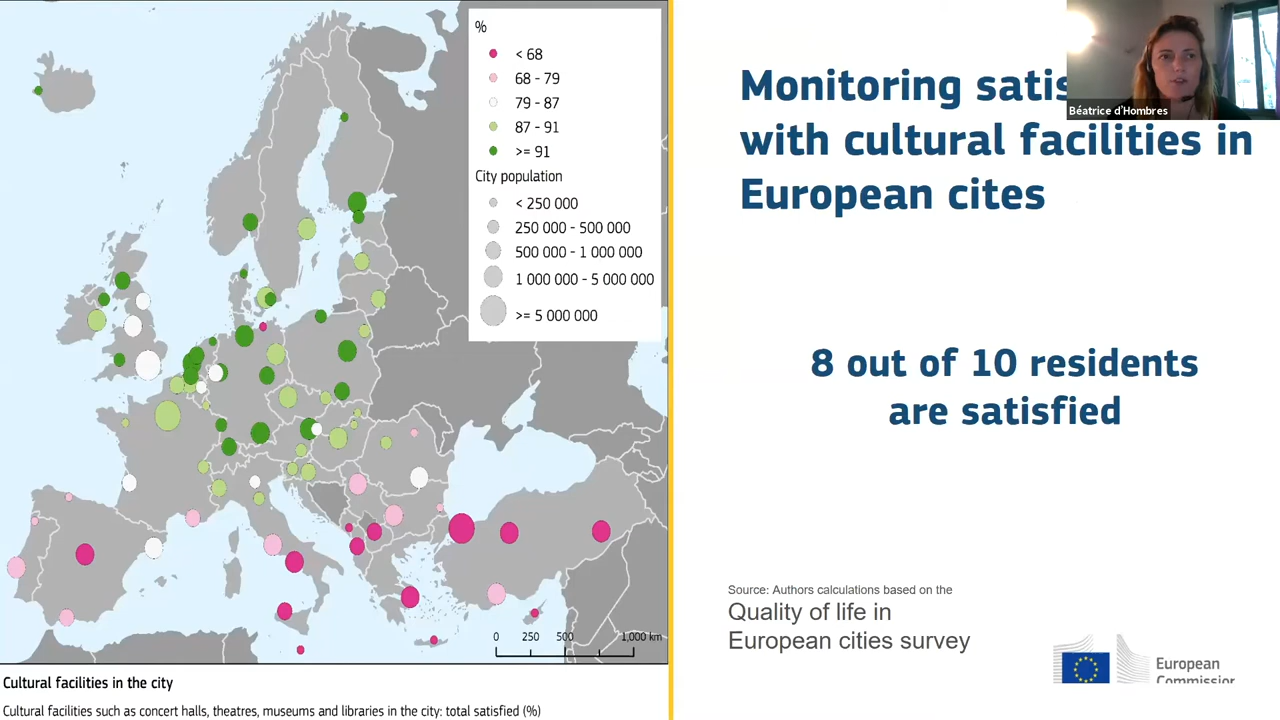 %
< 68
68 - 79
79 - 87
87 - 91
>= 91
City population
< 250 000
250 000 - 500 000
500 000 - 1 000 000
1 000 000 - 5 000 000
>= 5 000 000
0 250 500 1,000 km
Cultural facilities in the city
Cultural facilities such as concert halls, theatres, museums and libraries in the city: total satisfied (%)
Béatrice d'Hombres
Monitoring
with cultural facilities in
European cites
8 out of 10 residents
are satisfied
Source: Authors calculations based on the
Quality of life in
European cities survey
European
Commission